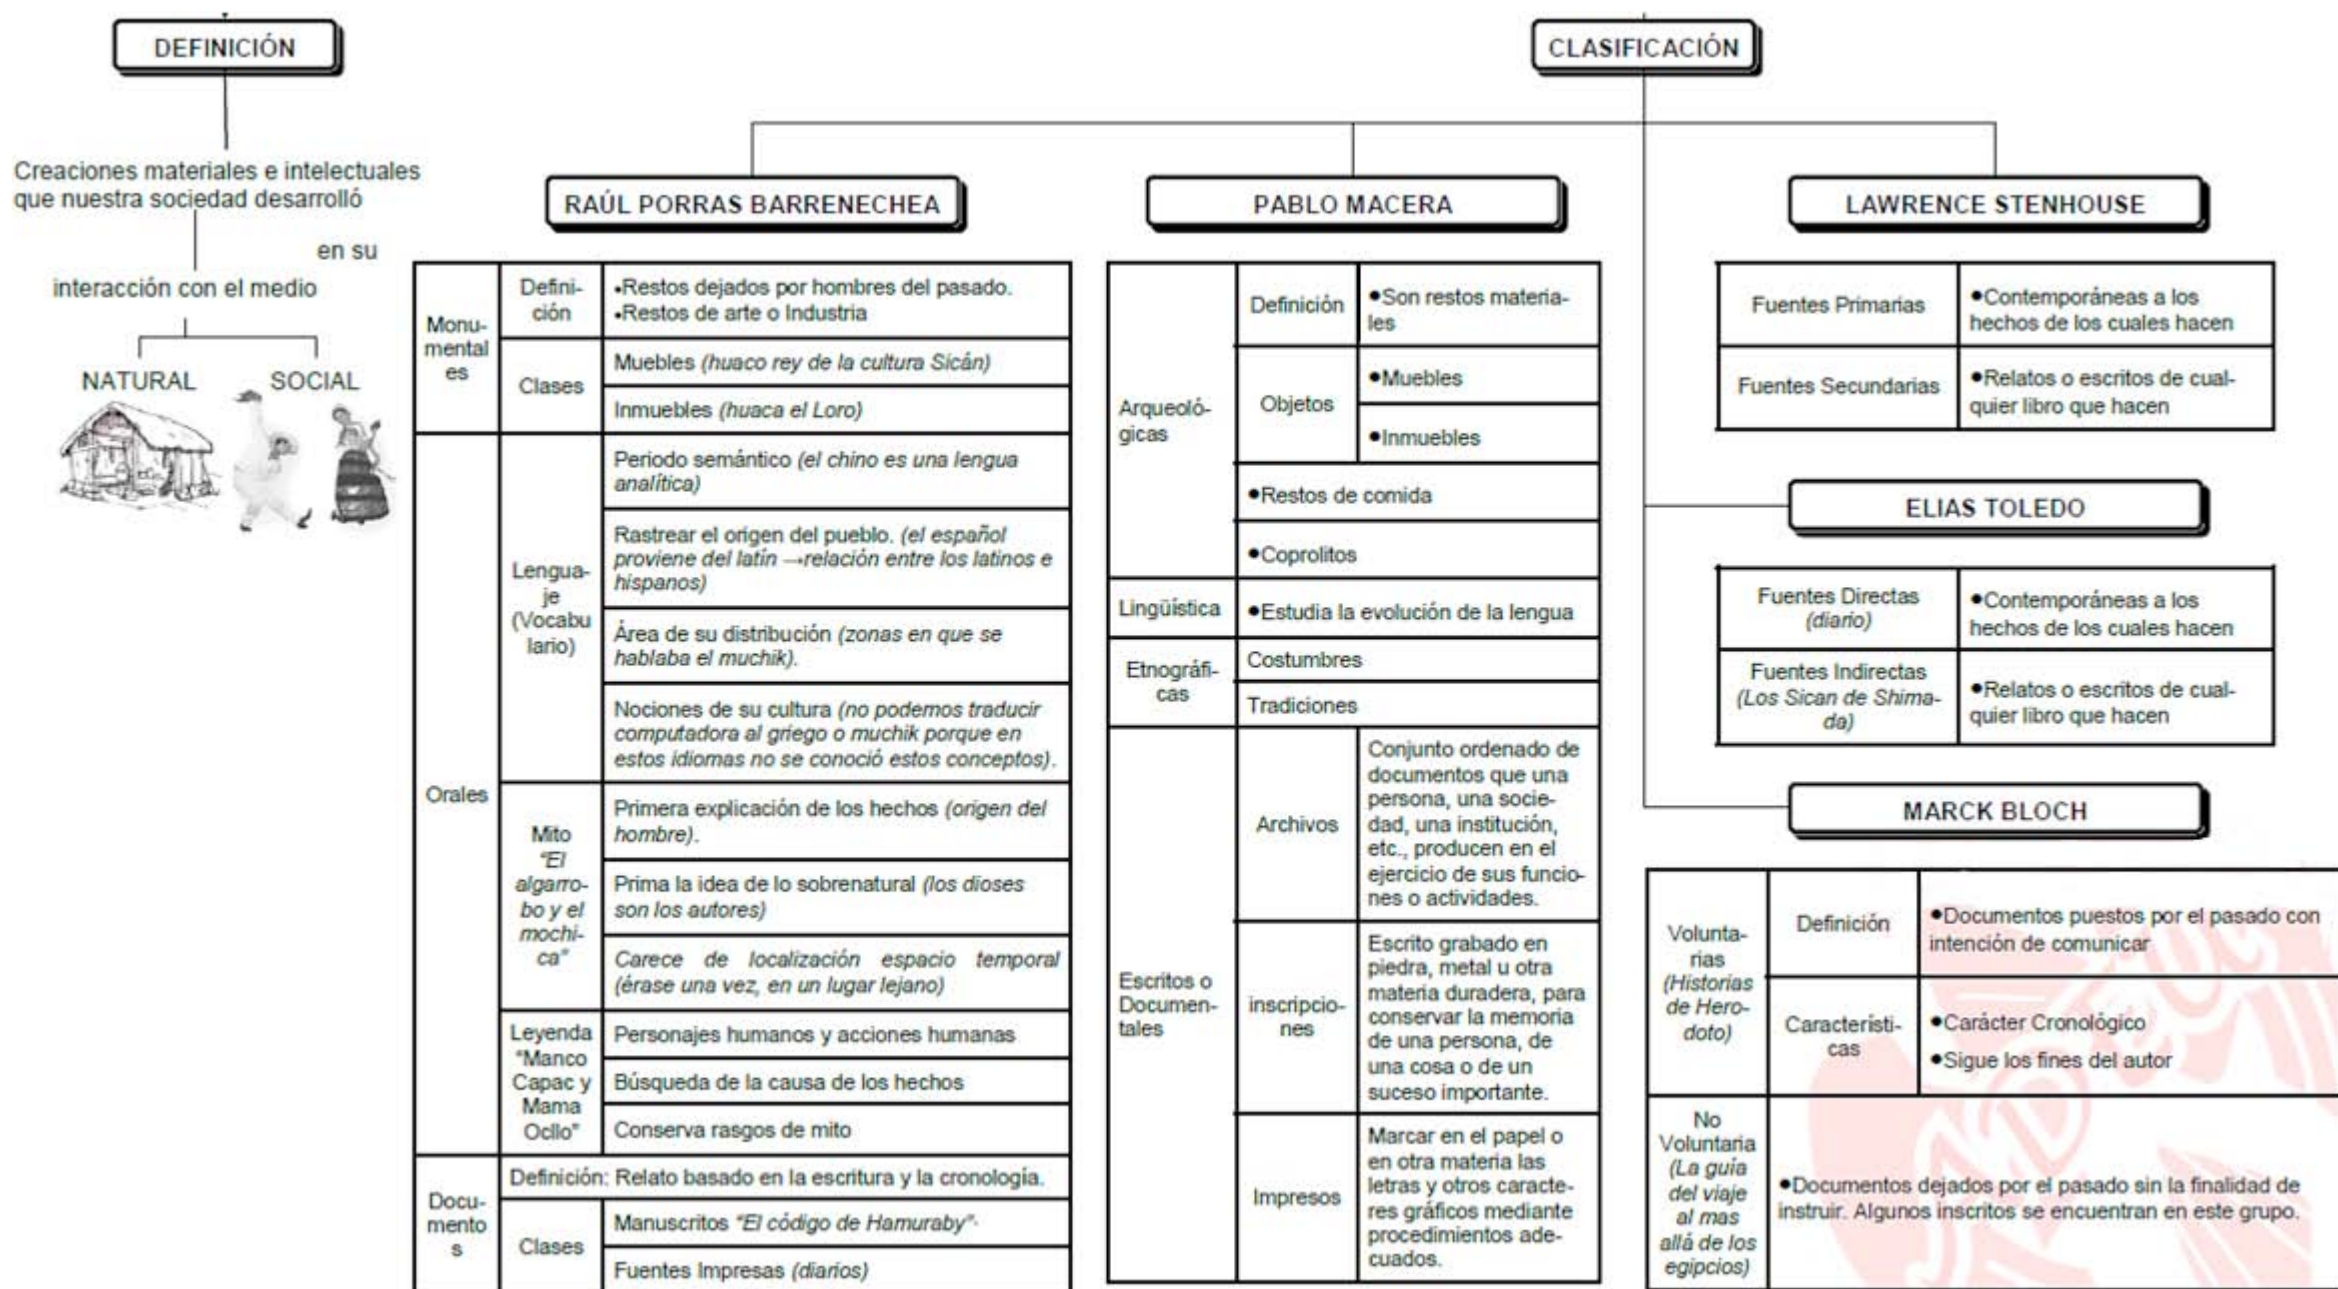 DEFINICIÓN
Creaciones materiales e intelectuales
que nuestra sociedad desarrolló
en su
interacción con el medio
NATURAL
SOCIAL
CLASIFICACIÓN
RAÚL PORRAS BARRENECHEA
Monu-
mental
es
Defini-
ción
•Restos dejados por hombres del pasado.
•Restos de arte o Industria
Clases
Muebles (huaco rey de la cultura Sicán)
Inmuebles (huaca el Loro)
Orales
Lengua-
je
(Vocabu
lario)
Periodo semántico (el chino es una lengua
analítica)
Rastrear el origen del pueblo. (el español
proviene del latín →relación entre los latinos e
hispanos)
Área de su distribución (zonas en que se
hablaba el muchik).
Nociones de su cultura (no podemos traducir
computadora al griego o muchik porque en
estos idiomas no se conoció estos conceptos).
Mito
"El
algarro-
bo y el
mochi-
ca"
Primera explicación de los hechos (origen del
hombre).
Prima la idea de lo sobrenatural (los dioses
son los autores)
Carece de localización espacio temporal
(érase una vez, en un lugar lejano)
Leyenda
"Manco
Capac y
Mama
Ocllo"
Personajes humanos y acciones humanas
Búsqueda de la causa de los hechos
Conserva rasgos de mito
Docu-
mento
s
Definición: Relato basado en la escritura y la cronología.
Clases
Manuscritos "El código de Hamuraby".
Fuentes Impresas (diarios)
PABLO MACERA
Arqueoló-
gicas
Definición
•Son restos materia-
les
Objetos
•Muebles
•Inmuebles
•Restos de comida
•Coprolitos
Lingüística
•Estudia la evolución de la lengua
Etnográfi-
cas
Costumbres
Tradiciones
Escritos o
Documen-
tales
Archivos
Conjunto ordenado de
documentos que una
persona, una socie-
dad, una institución,
etc., producen en el
ejercicio de sus funcio-
nes o actividades.
inscripcio-
nes
Escrito grabado en
piedra, metal u otra
materia duradera, para
conservar la memoria
de una persona, de
una cosa o de un
suceso importante.
Impresos
Marcar en el papel o
en otra materia las
letras y otros caracte-
res gráficos mediante
procedimientos ade-
cuados.
LAWRENCE STENHOUSE
Fuentes Primarias
•Contemporáneas a los
hechos de los cuales hacen
Fuentes Secundarias
•Relatos o escritos de cual-
quier libro que hacen
ELIAS TOLEDO
Fuentes Directas
(diario)
•Contemporáneas a los
hechos de los cuales hacen
Fuentes Indirectas
(Los Sican de Shima-
da)
•Relatos o escritos de cual-
quier libro que hacen
MARCK BLOCH
Volunta-
rias
(Historias
de Hero-
doto)
Definición
•Documentos puestos por el pasado con
intención de comunicar
Característi-
cas
•Carácter Cronológico
•Sigue los fines del autor
No
Voluntaria
(La guía
del viaje
al mas
allá de los
egipcios)
•Documentos dejados por el pasado sin la finalidad de
instruir. Algunos inscritos se encuentran en este grupo.